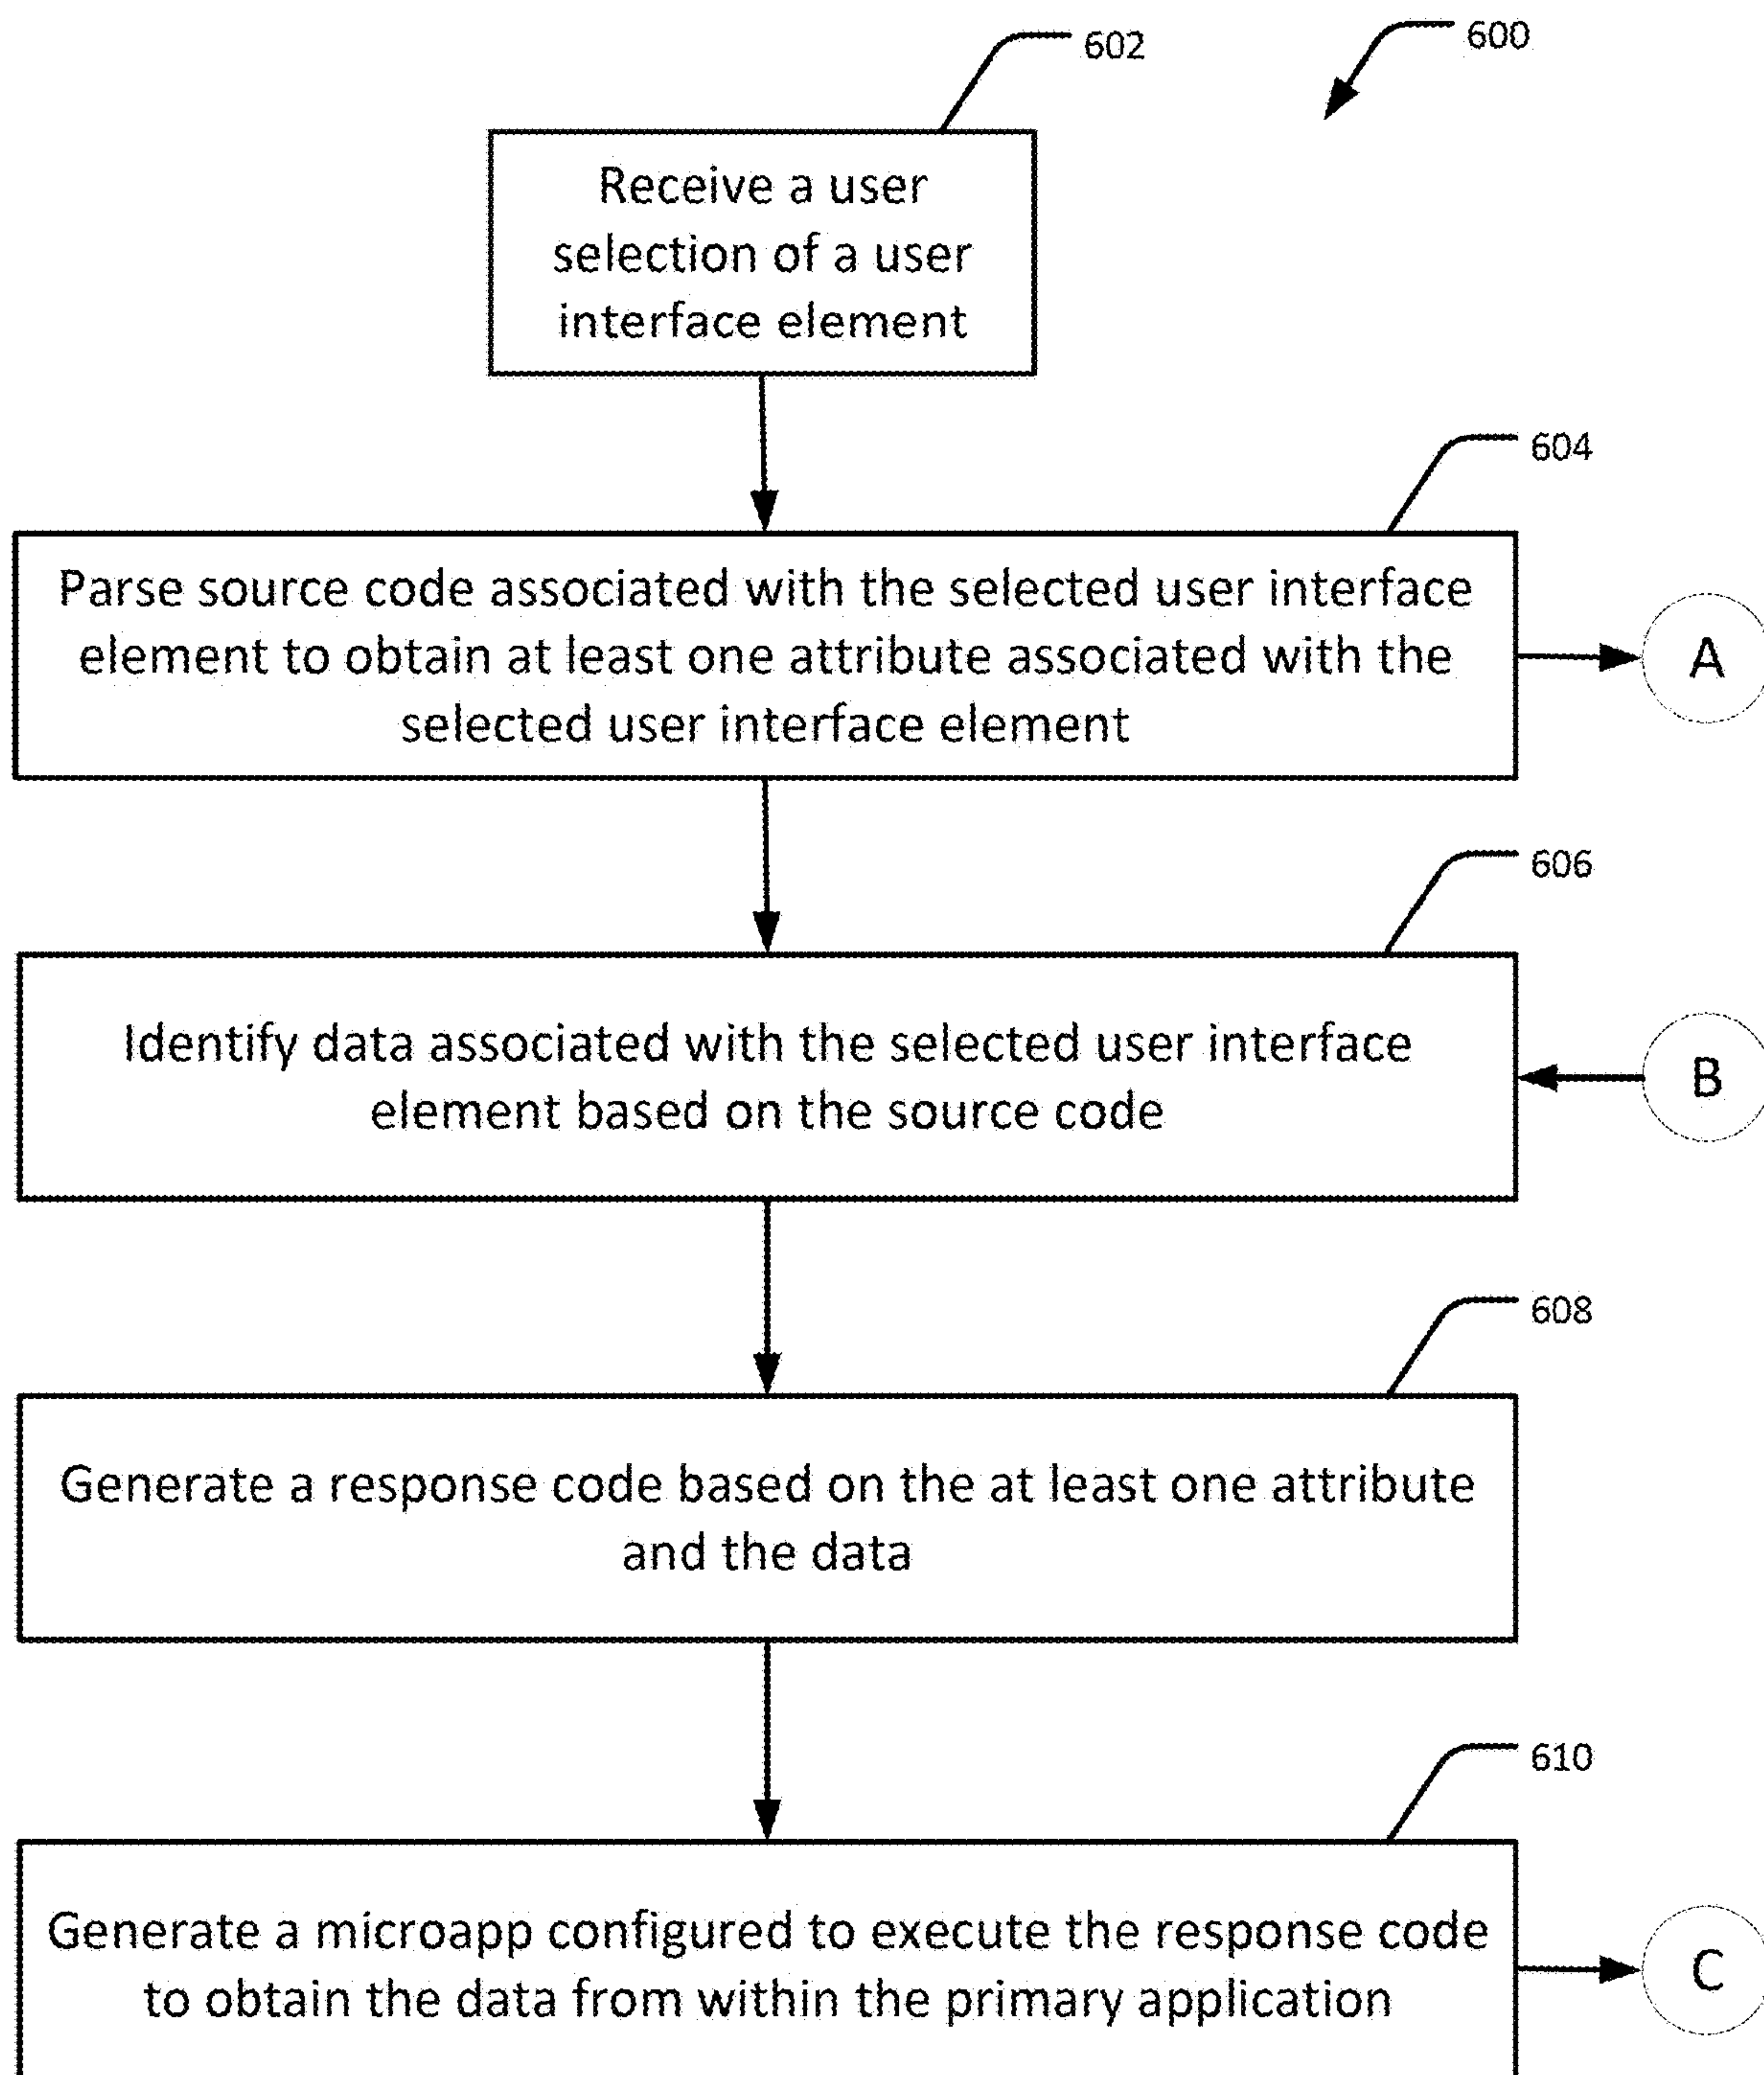 602
600
Receive a user
selection of a user
interface element
604
Parse source code associated with the selected user interface
element to obtain at least one attribute associated with the
selected user interface element
A
606
Identify data associated with the selected user interface
element based on the source code
B
608
Generate a response code based on the at least one attribute
and the data
610
Generate a microapp configured to execute the response code
to obtain the data from within the primary application
C